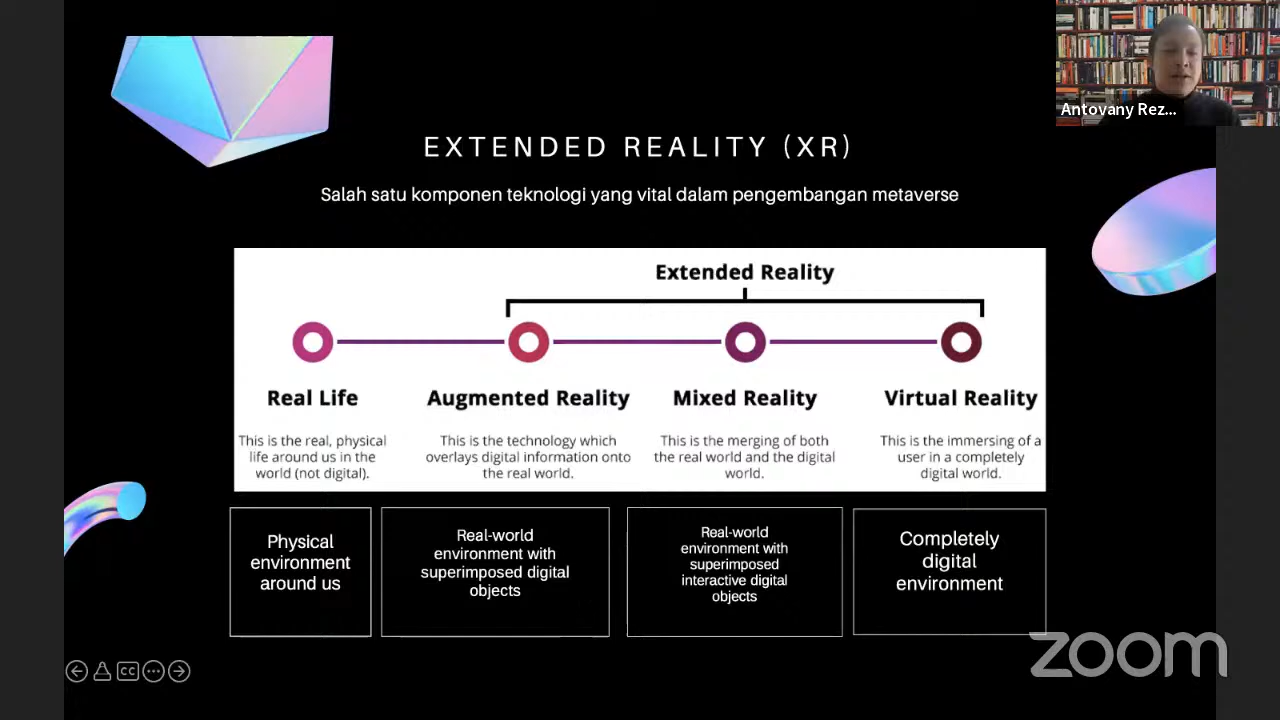 Antovany Rez...
EXTENDED REALITY (XR)
Salah satu komponen teknologi yang vital dalam pengembangan metaverse
Extended Reality
Real Life
This is the real, physical
life around us in the
world (not digital).
Augmented Reality
This is the technology which
overlays digital information onto
the real world.
Mixed Reality
This is the merging of both
the real world and the digital
world.
Virtual Reality
This is the immersing of a
user in a completely
digital world.
Physical
environment
around us
Real-world
environment with
superimposed digital
objects
Real-world
environment with
superimposed
interactive digital
objects
Completely
digital
environment
CC
zoom